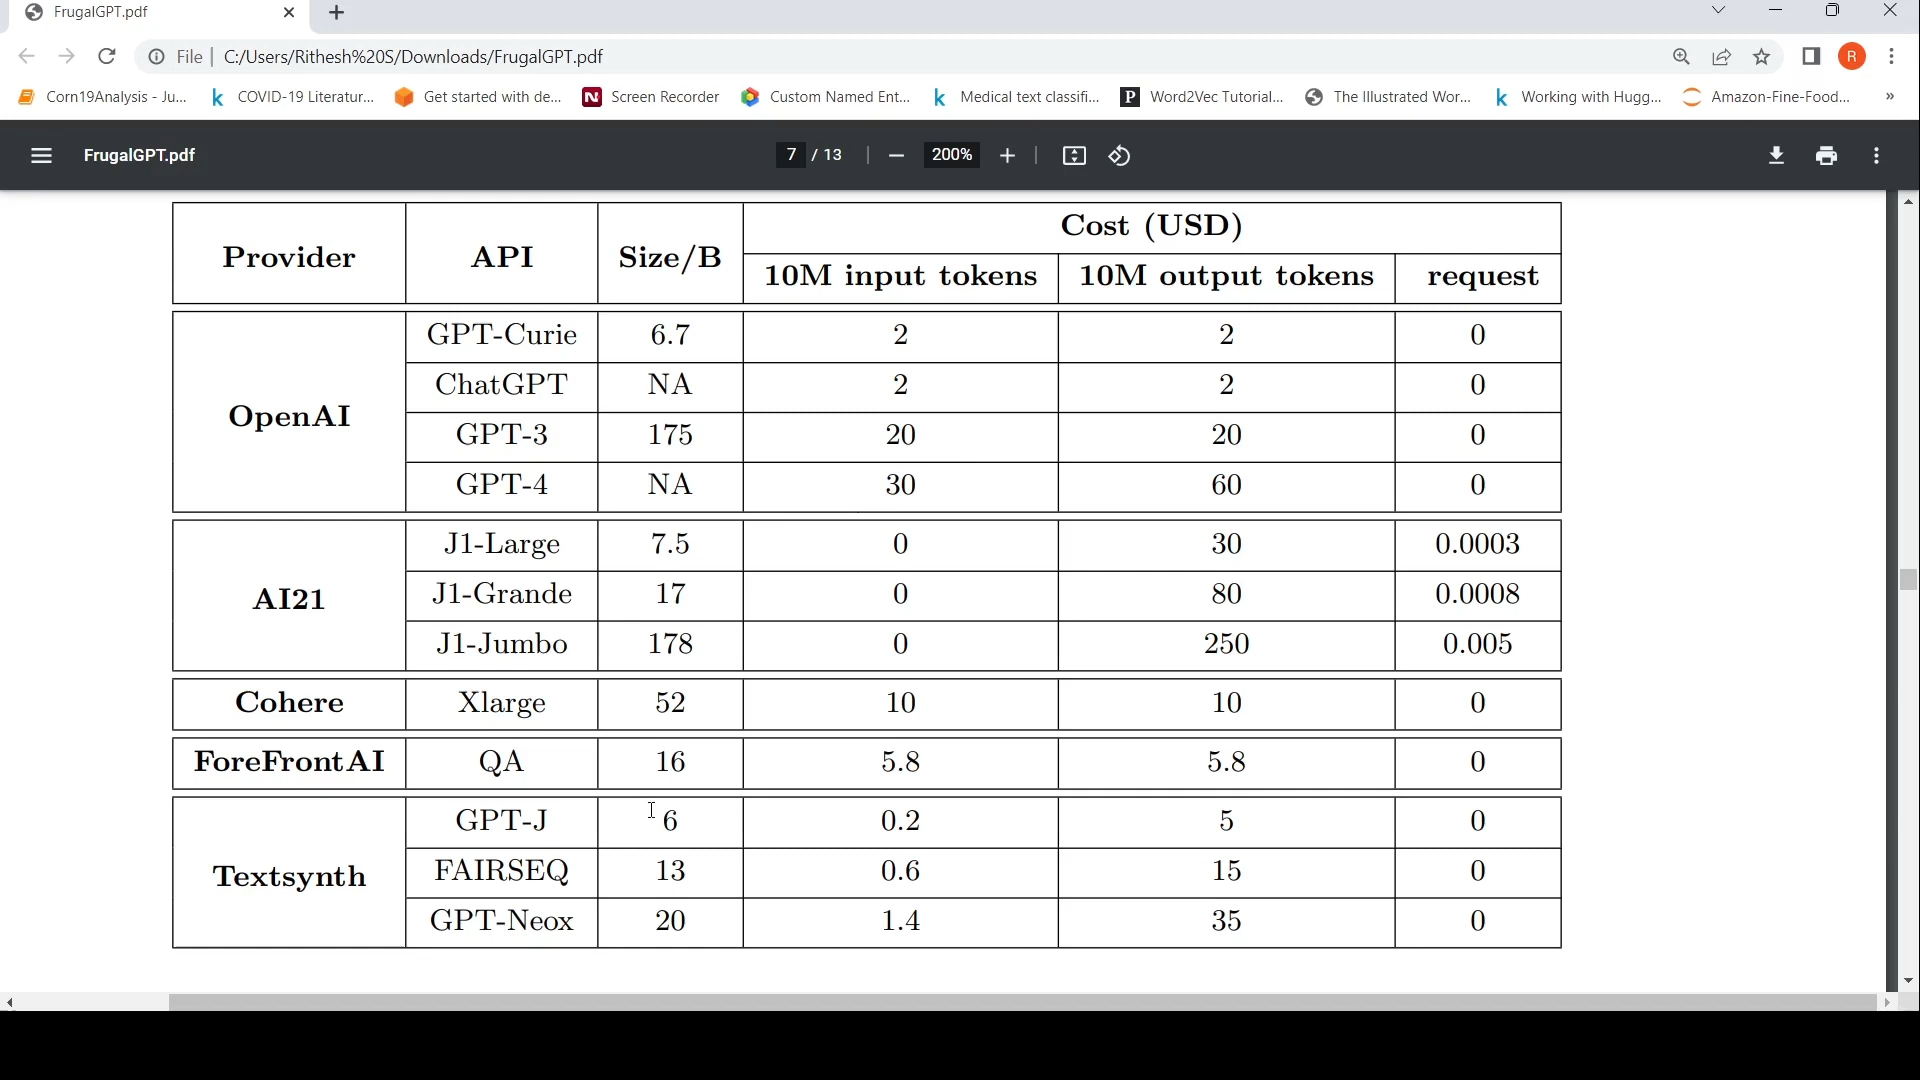 FrugalGPT.pdf
File | C:/Users/Rithesh%20S/Downloads/FrugalGPT.pdf
R
Corn19Analysis - Ju... COVID-19 Literatur... Get started with de... Screen Recorder Custom Named Ent... Medical text classifi... Word2Vec Tutorial... The Illustrated Wor... Working with Hugg... Amazon-Fine-Food... »
FrugalGPT.pdf 7 / 13 200%
Cost (USD)
Provider API Size/B
10M input tokens 10M output tokens request
GPT-Curie 6.7 2 2 0
ChatGPT NA 2 2 0
OpenAI
GPT-3 175 20 20 0
GPT-4 NA 30 60 0
J1-Large 7.5 0 30 0.0003
AI21 J1-Grande 17 0 80 0.0008
J1-Jumbo 178 0 250 0.005
Cohere Xlarge 52 10 10 0
ForeFrontAI QA 16 5.8 5.8 0
GPT-J 6 0.2 5 0
Textsynth FAIRSEQ 13 0.6 15 0
GPT-Neox 20 1.4 35 0